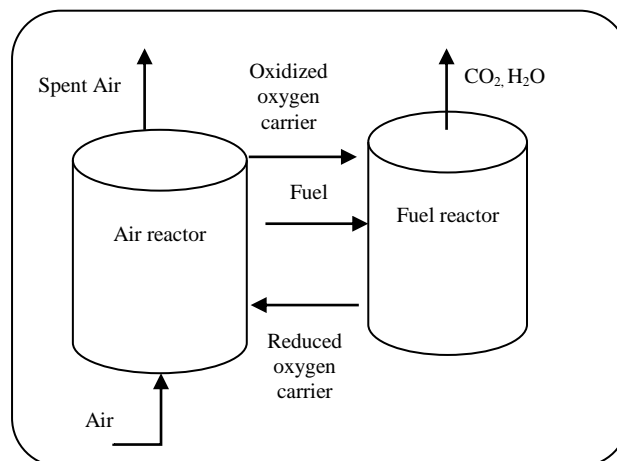 Spent Air
Oxidized
oxygen
carrier
CO2, H2O
Fuel
Air reactor
Fuel reactor
Reduced
oxygen
carrier
Air